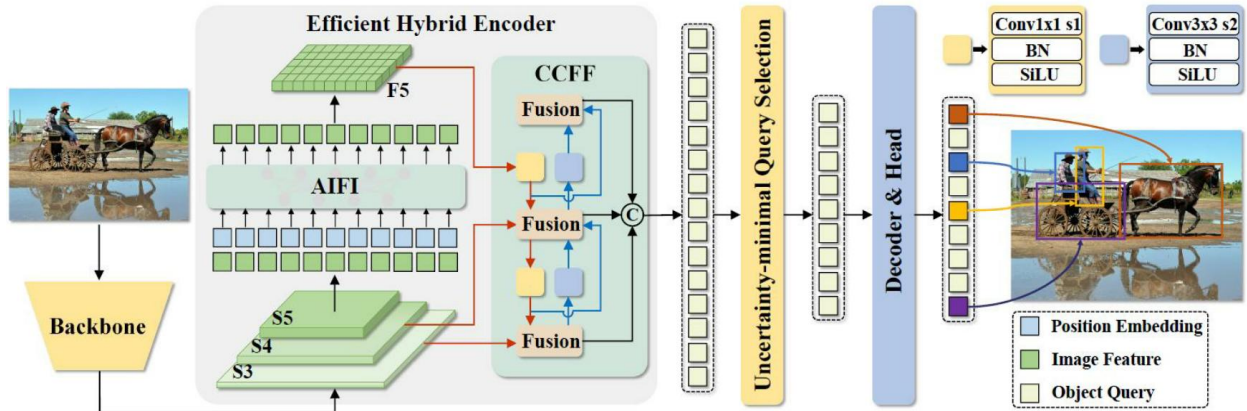 Efficient Hybrid Encoder
F5
CCFF
Fusion
AIFI
Fusion
C
Fusion
S5
S4
S3
Backbone
Uncertainty-minimal Query Selection
Decoder & Head
Conv1x1 s1
BN
SiLU
Conv3x3 s2
BN
SiLU
Position Embedding
Image Feature
Object Query